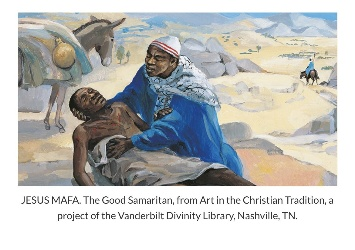 JESUS MAFA. The Good Samaritan, from Art in the Christian Tradition, a
project of the Vanderbilt Divinity Library, Nashville, TN.